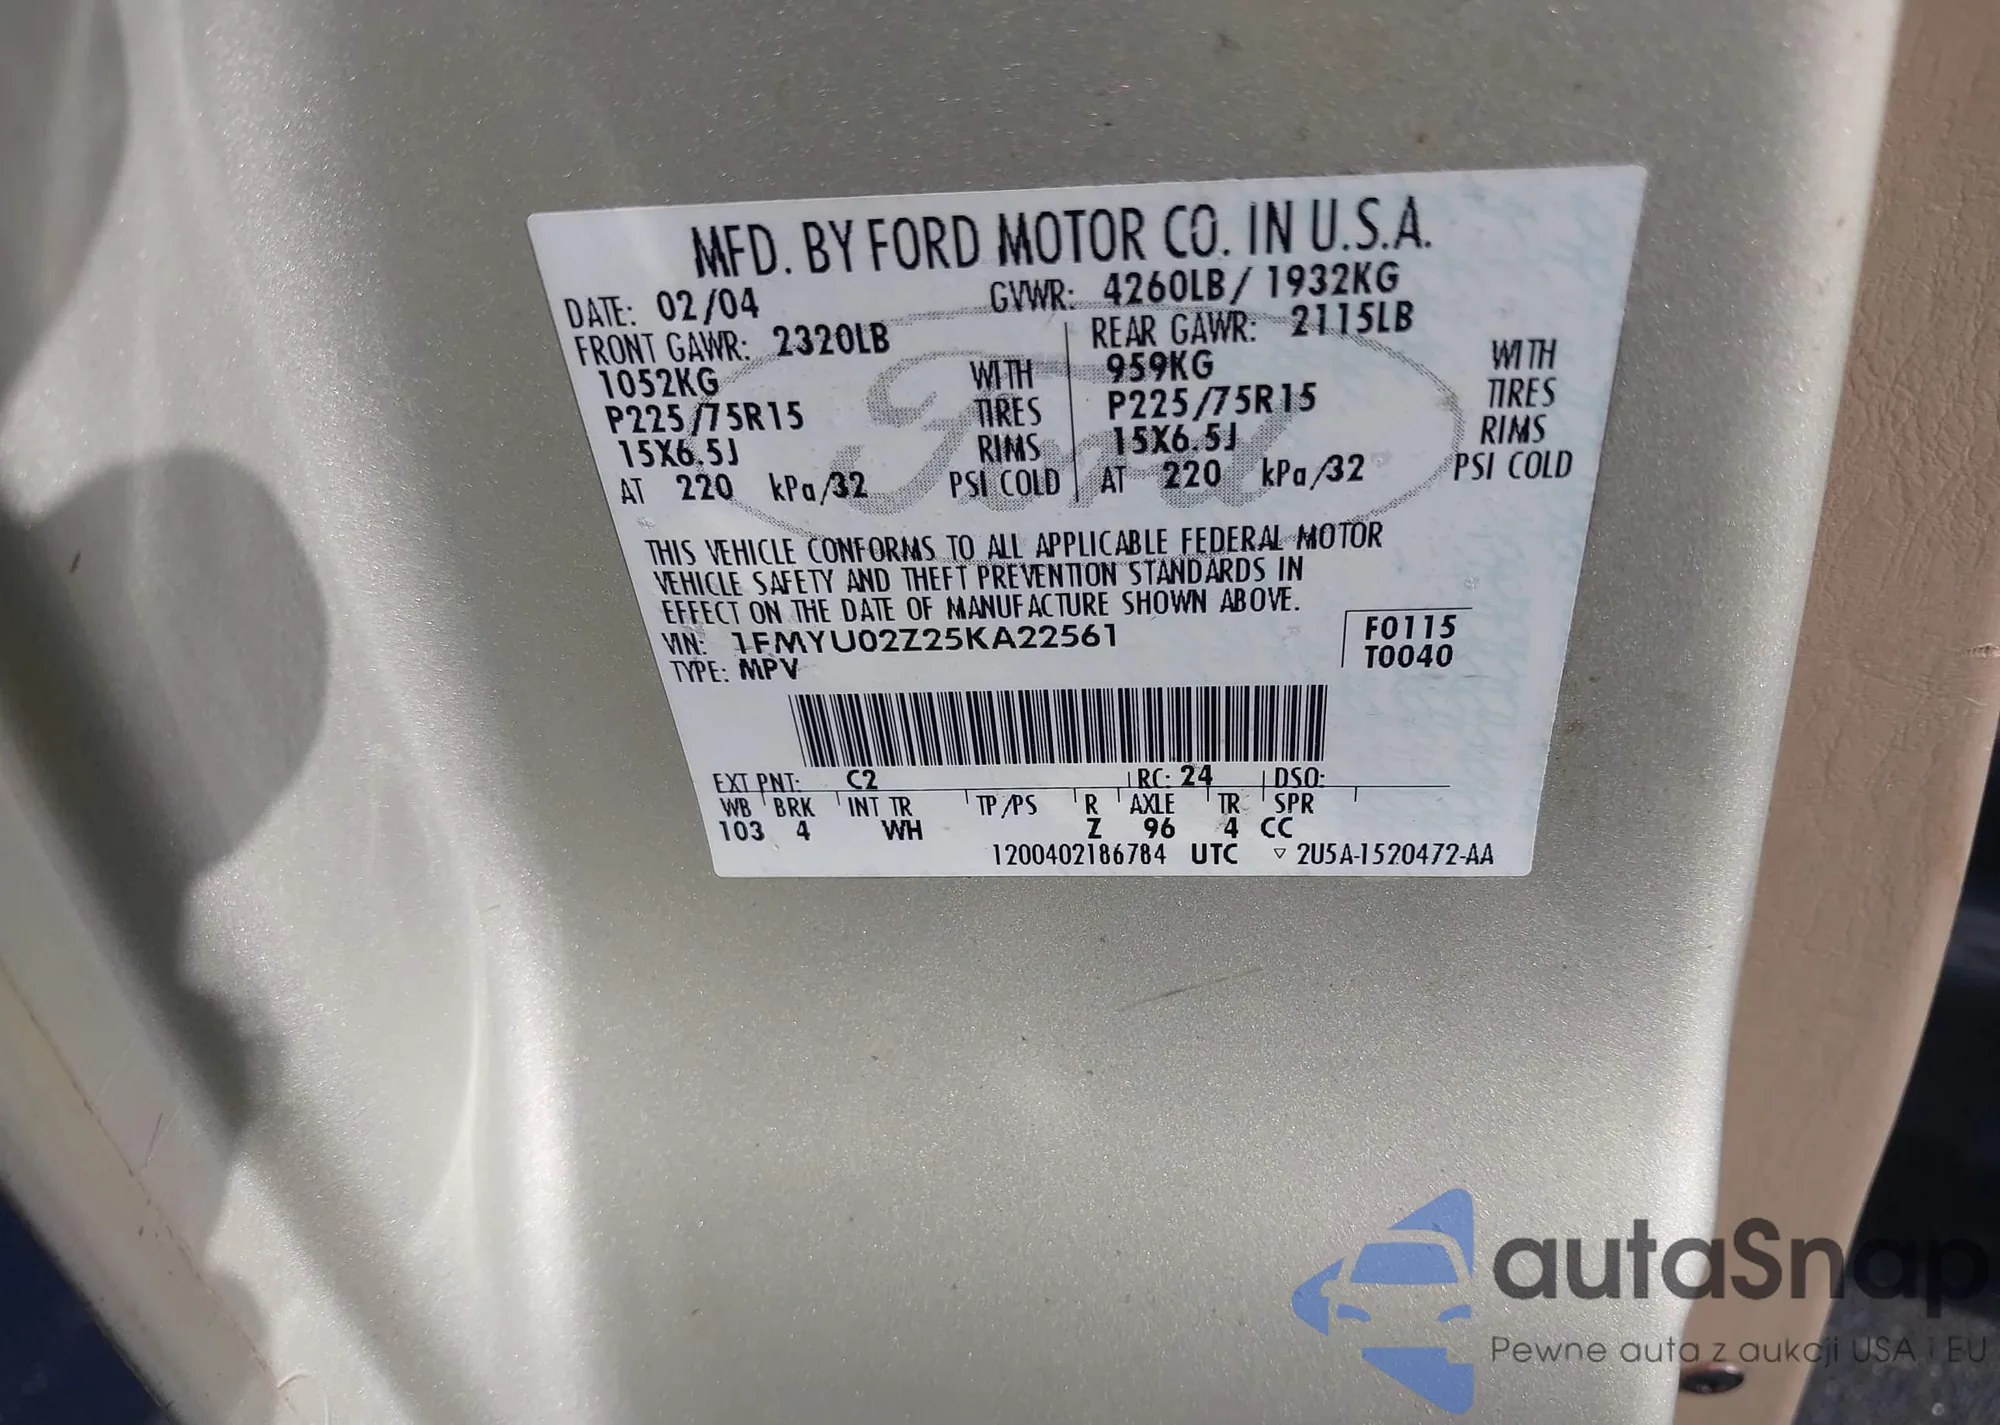 MFD. BY FORD MOTOR CO. IN U.S.A.
DATE: 02/04 GVWR: 4260LB / 1932KG
FRONT GAWR: 2320LB REAR GAWR: 2115LB
1052KG WITH 959KG WITH
P225/75R15 TIRES P225/75R15 TIRES
15X6.5J RIMS 15X6.5J RIMS
AT 220 kPa/32 PSI COLD AT 220 kPa/32 PSI COLD
Ford
THIS VEHICLE CONFORMS TO ALL APPLICABLE FEDERAL MOTOR
VEHICLE SAFETY AND THEFT PREVENTION STANDARDS IN
EFFECT ON THE DATE OF MANUFACTURE SHOWN ABOVE.
VIN: 1FMYU02Z25KA22561 F0115
TYPE: MPV T0040
EXT PNT: C2 RC: 24 DSO:
WB BRK INT TR TP/PS R AXLE TR SPR
103 4 WH Z 96 4 CC
1200402186784 UTC ▽ 2U5A-1520472-AA
autaSnap
Pewne auta z aukcji USA i EU